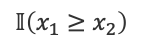 𝕀(x₁ ≥ x₂)